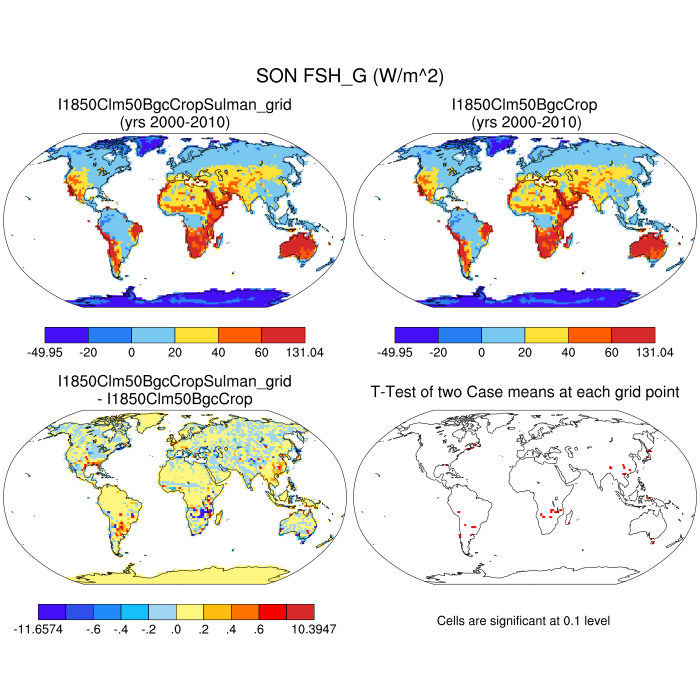 SON FSH_G (W/m^2)
I1850Clm50BgcCropSulman_grid
(yrs 2000-2010)
I1850Clm50BgcCrop
(yrs 2000-2010)
-49.95 -20 0 20 40 60 131.04
-49.95 -20 0 20 40 60 131.04
I1850Clm50BgcCropSulman_grid
- I1850Clm50BgcCrop
T-Test of two Case means at each grid point
-11.6574 -.6 -.4 -.2 .0 .2 .4 .6 10.3947
Cells are significant at 0.1 level